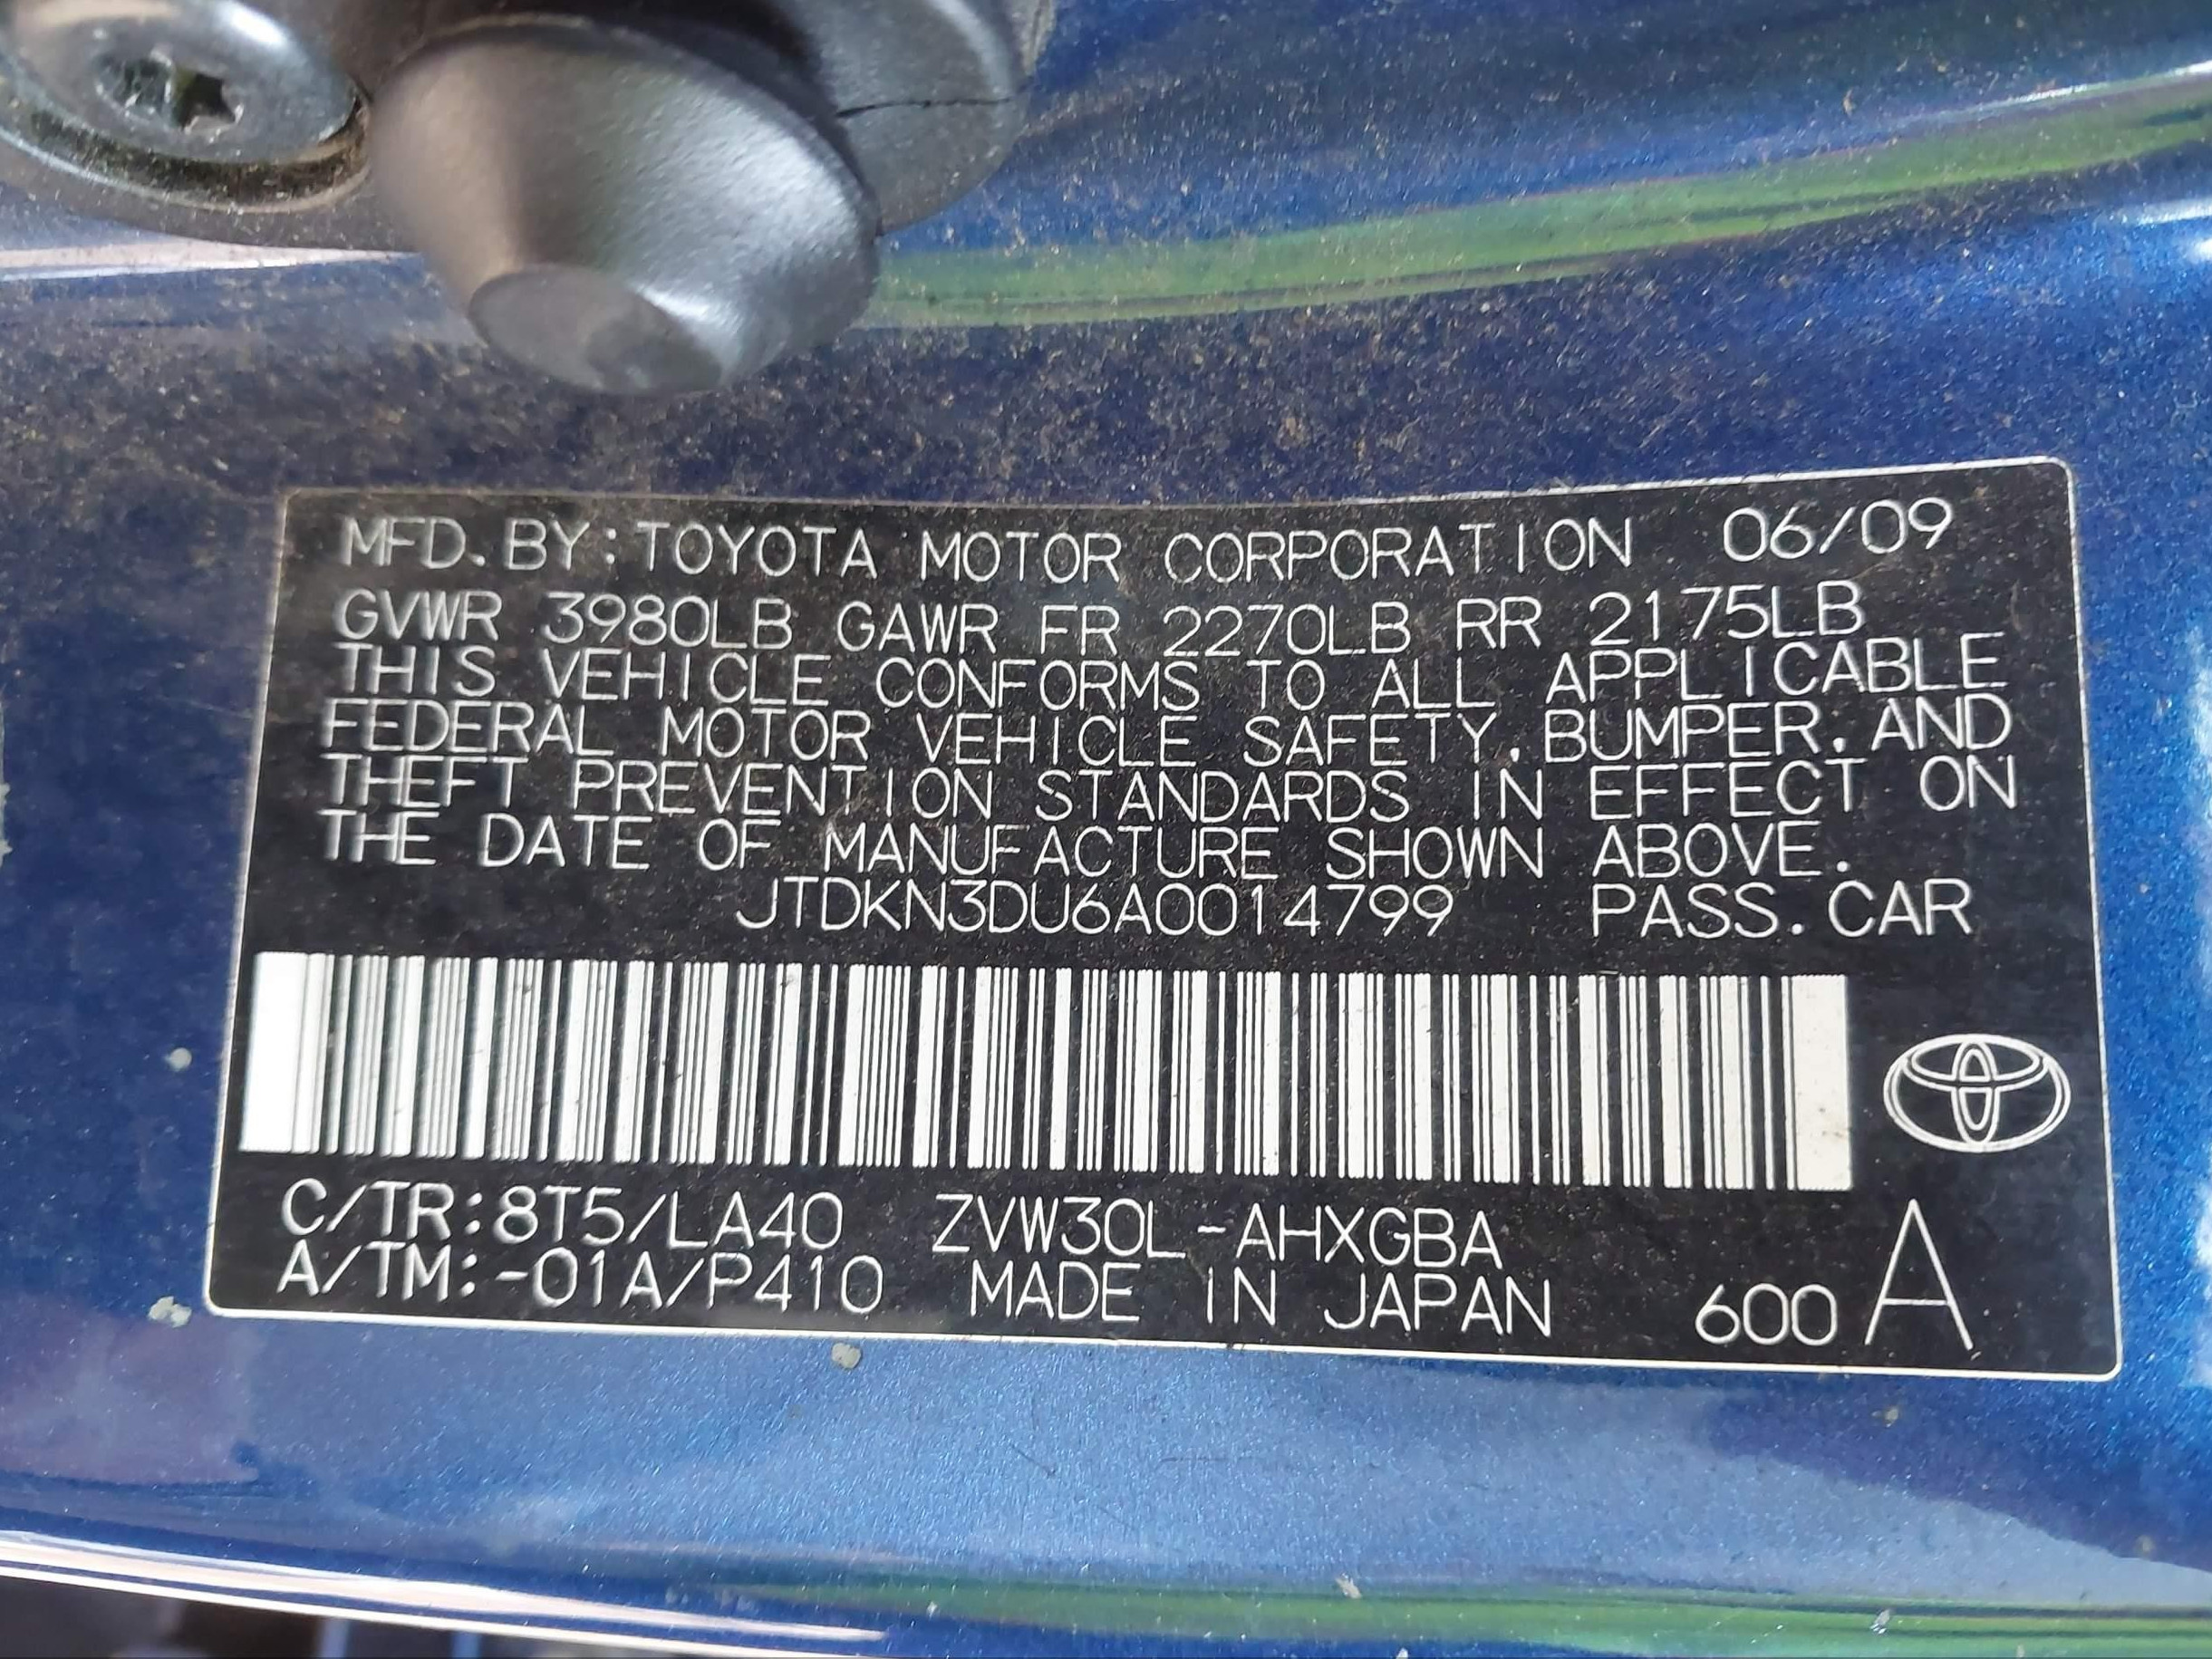 MFD. BY: TOYOTA MOTOR CORPORATION 06/09
GVWR 3980LB GAWR FR 2270LB RR 2175LB
THIS VEHICLE CONFORMS TO ALL APPLICABLE
FEDERAL MOTOR VEHICLE SAFETY, BUMPER, AND
THEFT PREVENTION STANDARDS IN EFFECT ON
THE DATE OF MANUFACTURE SHOWN ABOVE.
JTDKN3DU6A0014799 PASS. CAR
C/TR: 8T5/LA40 ZVW30L-AHXGBA
A/TM: -01A/P410 MADE IN JAPAN 600 A